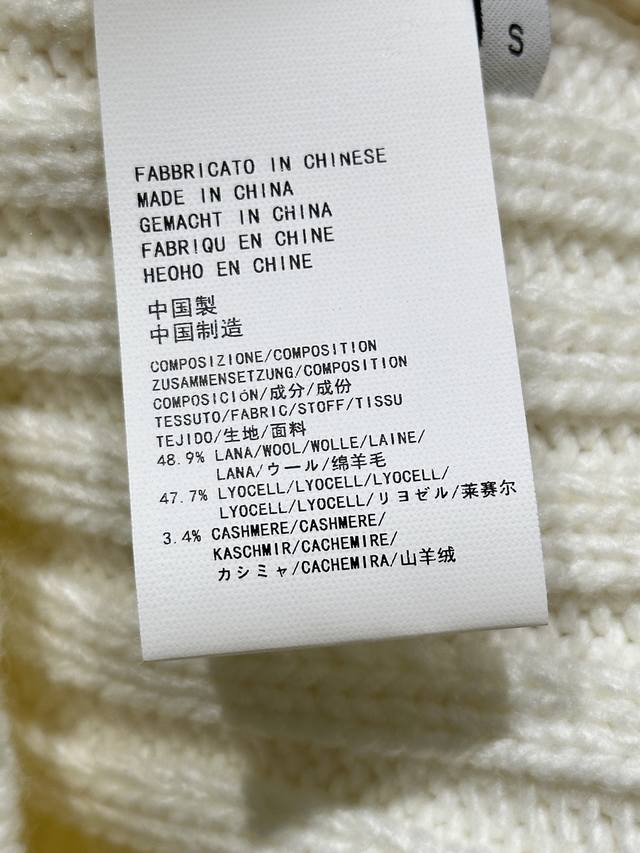 S
FABBRICATO IN CHINESE
MADE IN CHINA
GEMACHT IN CHINA
FABRIQU EN CHINE
HEOHO EN CHINE
中国製
中国制造
COMPOSIZIONE/COMPOSITION
ZUSAMMENSETZUNG/COMPOSITION
COMPOSICIóN/成分/成份
TESSUTO/FABRIC/STOFF/TISSU
TEJIDO/生地/面料
48.9% LANA/WOOL/WOLLE/LAINE/
LANA/ウール/绵羊毛
47.7% LYOCELL/LYOCELL/LYOCELL/
LYOCELL/LYOCELL/リヨゼル/莱赛尔
3.4% CASHMERE/CASHMERE/
KASCHMIR/CACHEMIRE/
カシミャ/CACHEMIRA/山羊绒